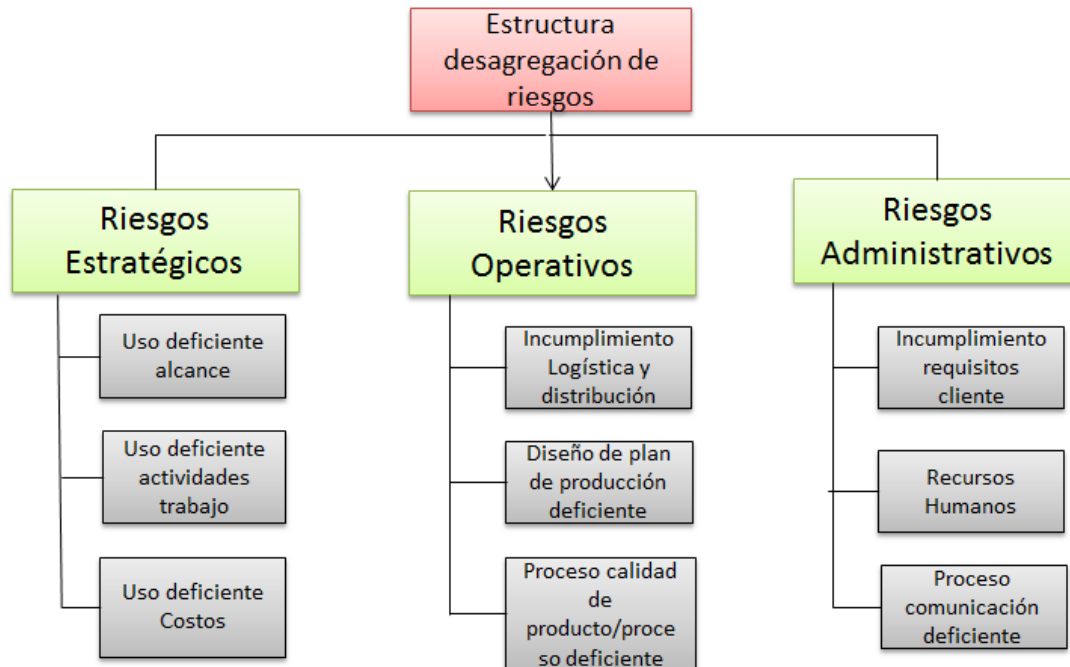 Estructura
desagregación de
riesgos
Riesgos
Estratégicos
Uso deficiente
alcance
Uso deficiente
actividades
trabajo
Uso deficiente
Costos
Riesgos
Operativos
Incumplimiento
Logística y
distribución
Diseño de plan
de producción
deficiente
Proceso calidad
de
producto/proce
so deficiente
Riesgos
Administrativos
Incumplimiento
requisitos
cliente
Recursos
Humanos
Proceso
comunicación
deficiente